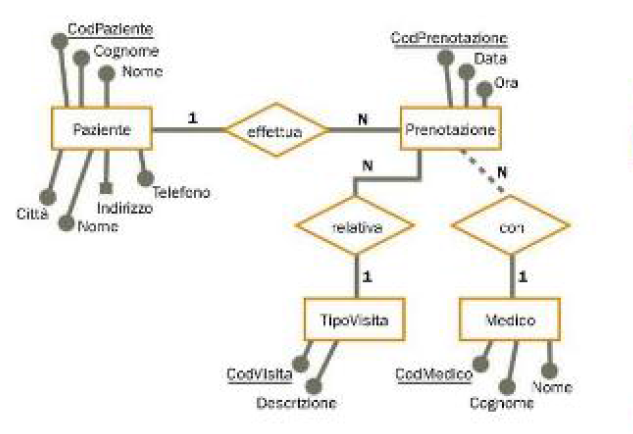 CodPaziente
Cognome
Nome
CodPrenotazione
Data
Ora
Paziente
1
effettua
N
Prenotazione
Città
Nome
Indirizzo
Telefono
N
N
relativa
con
1
1
TipoVisita
Medico
CodVisita
Descrizione
CodMedico
Cognome
Nome